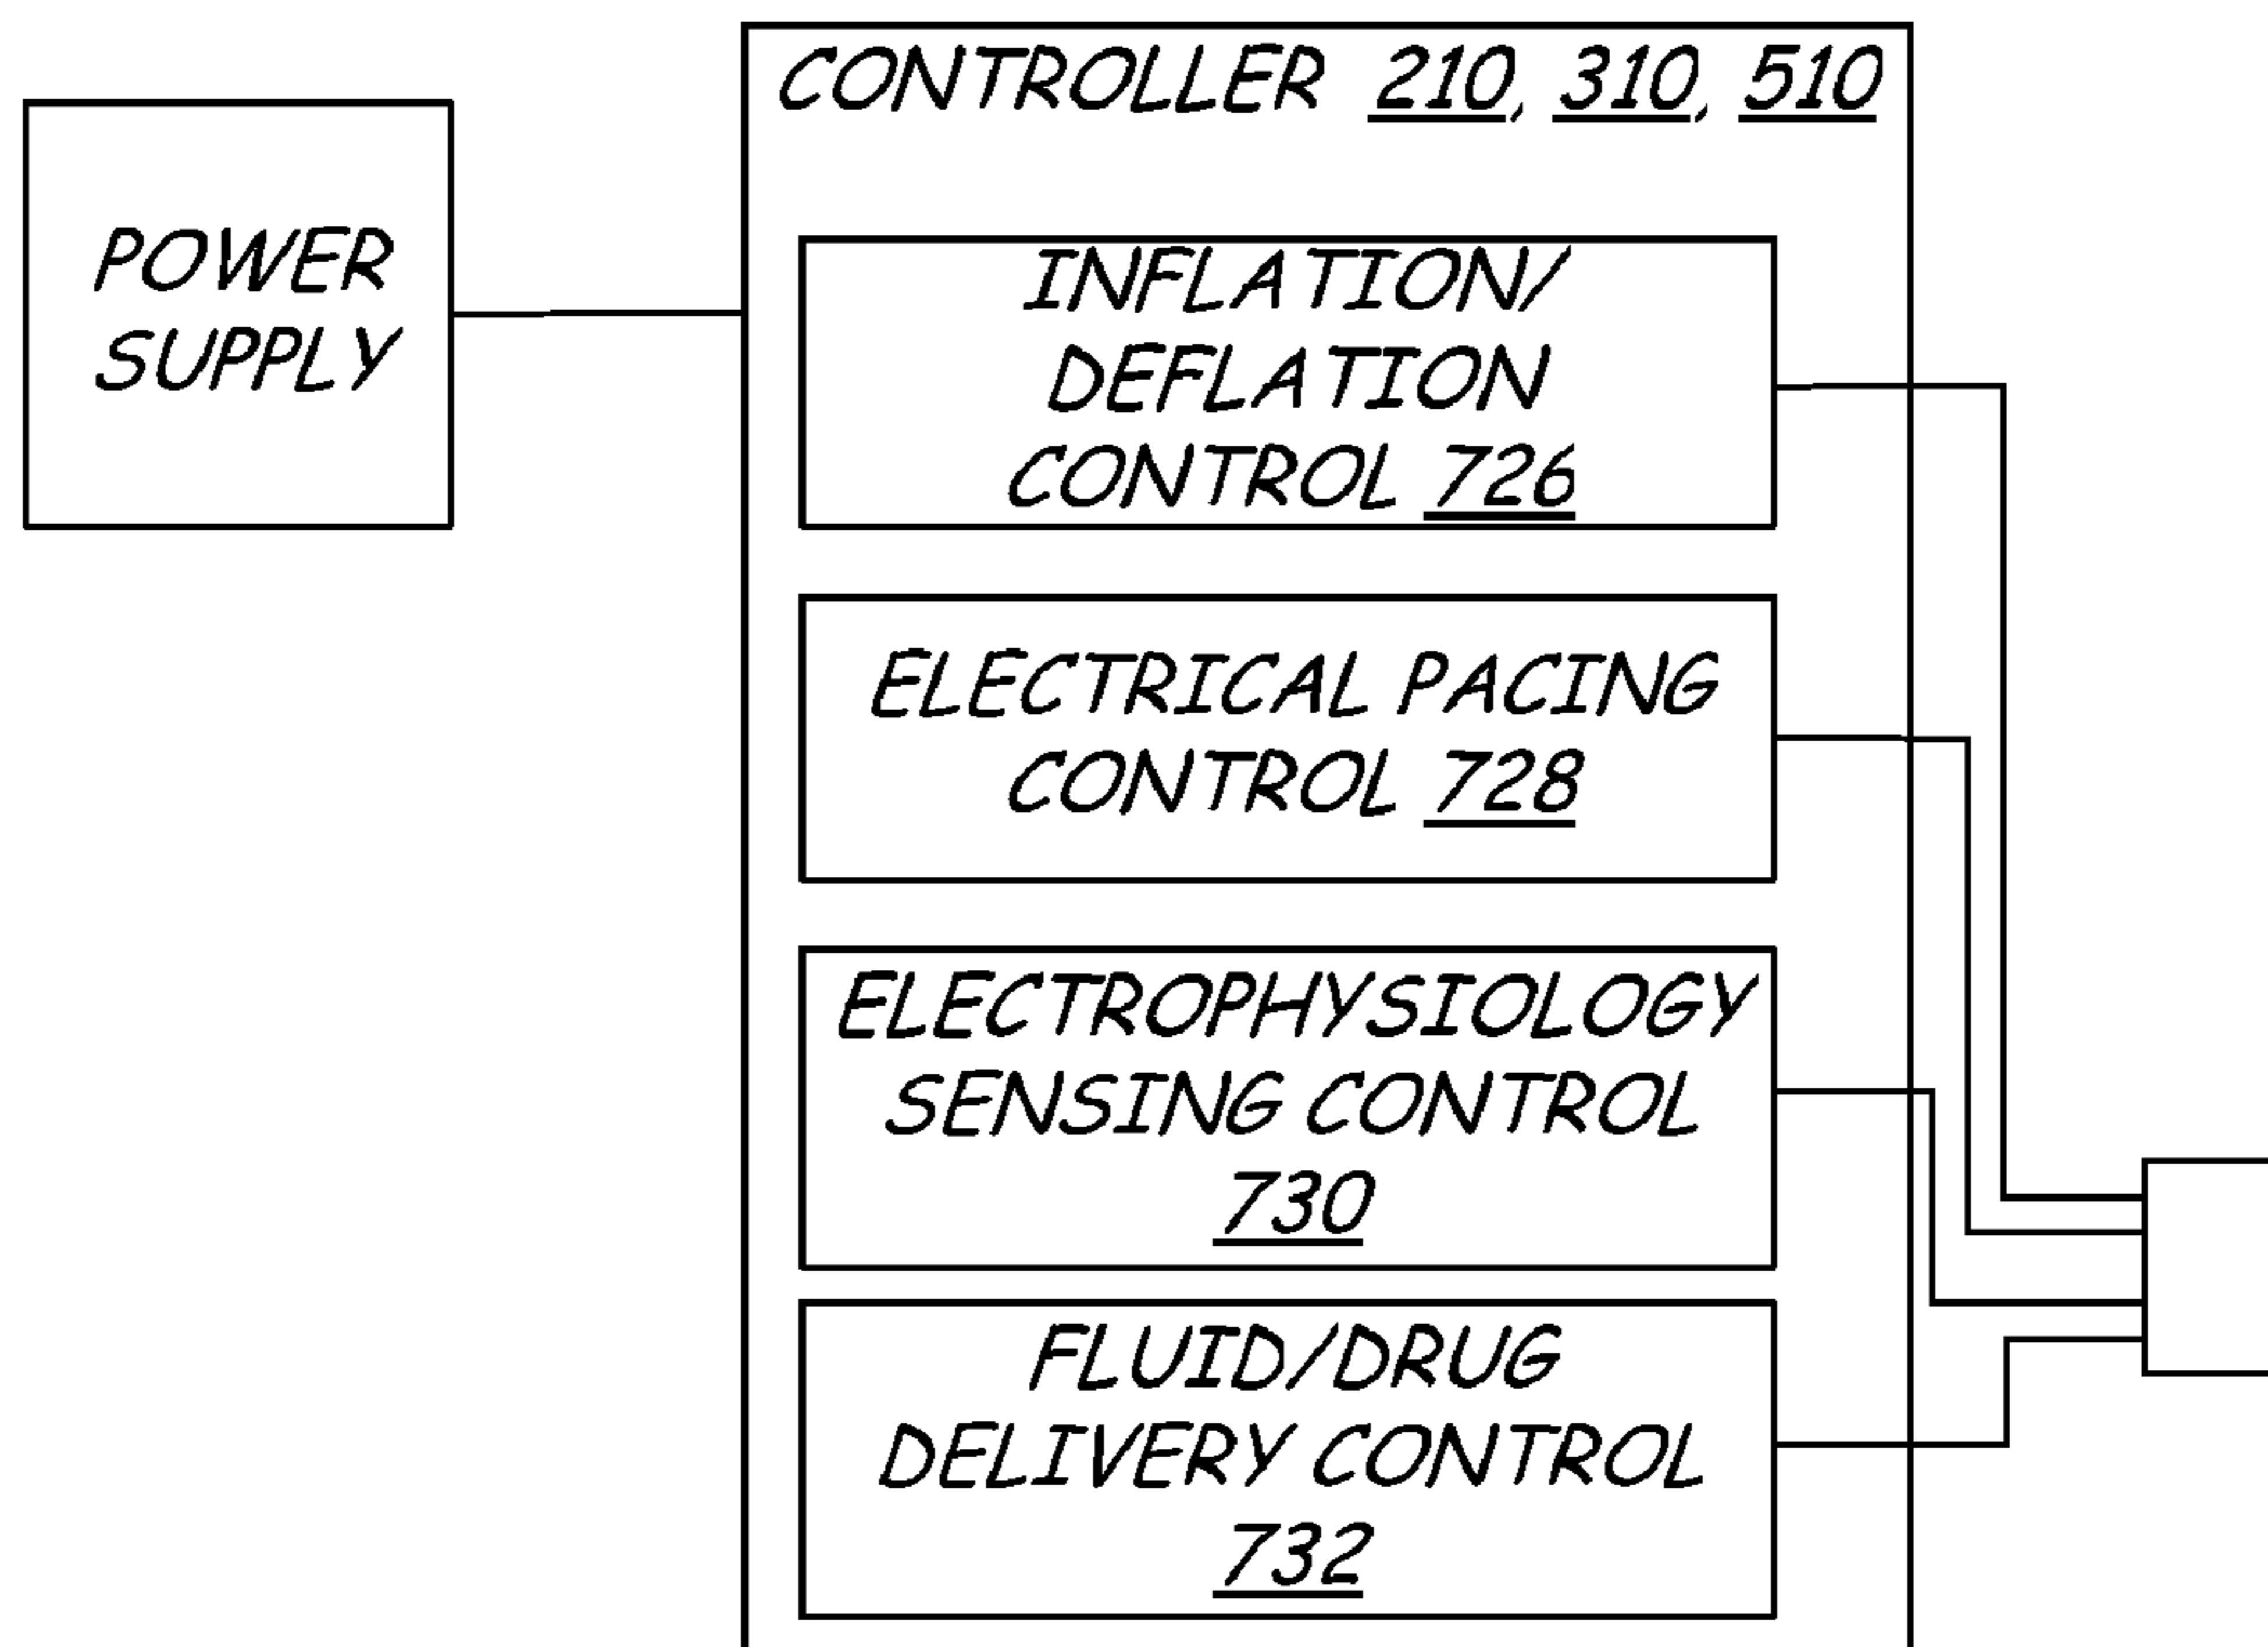 CONTROLLER 210, 310, 510
POWER
SUPPLY
INFLATION/
DEFLATION
CONTROL 726
ELECTRICAL PACING
CONTROL 728
ELECTROPHYSIOLOGY
SENSING CONTROL
730
FLUID/DRUG
DELIVERY CONTROL
732